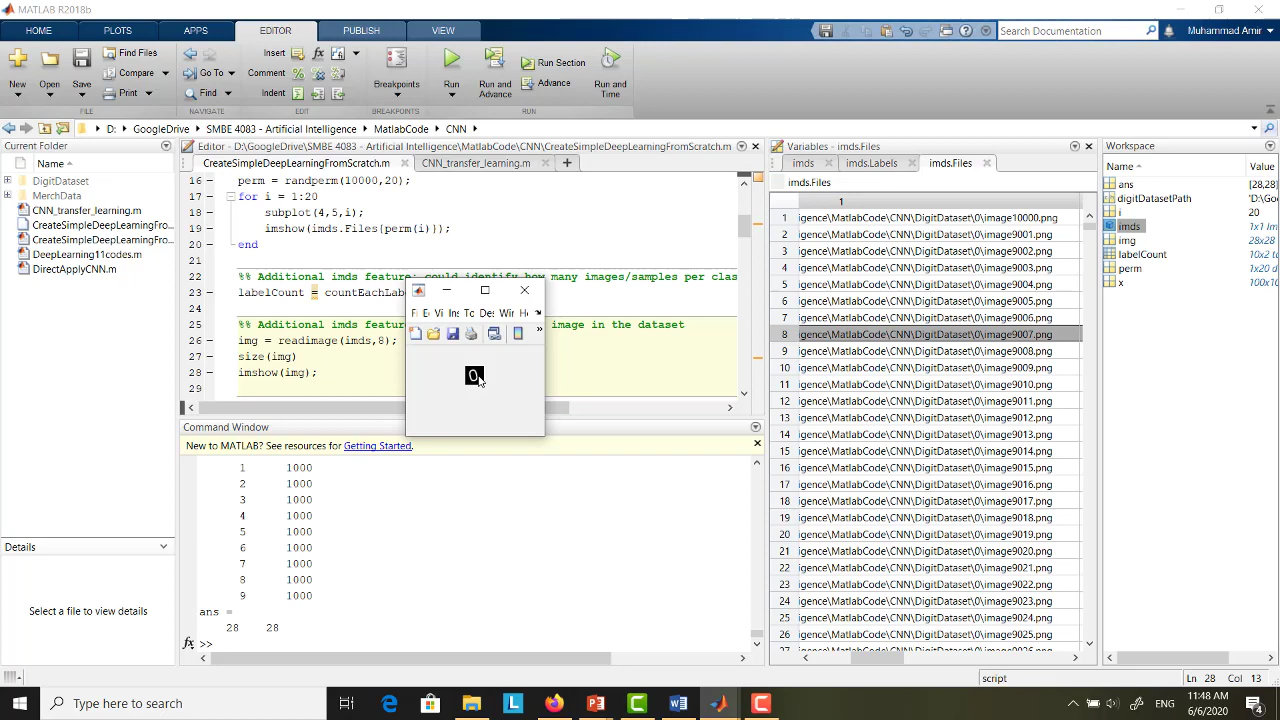 MATLAB R2018b
HOME PLOTS APPS EDITOR PUBLISH VIEW
Search Documentation Muhammad Amir
New Open Save Find Files Compare Print
Go To Find
Insert Comment Indent
Breakpoints Run Run and Advance Run Section Advance Run and Time
FILE NAVIGATE EDIT BREAKPOINTS RUN
D: GoogleDrive SMBE 4083 - Artificial Intelligence MatlabCode CNN
Current Folder
Name
DigitDataset
MerchData
CNN_transfer_learning.m
CreateSimpleDeepLearningFro...
CreateSimpleDeepLearningFro...
DeepLearning11codes.m
DirectApplyCNN.m
Details
Select a file to view details
Editor - D:\GoogleDrive\SMBE 4083 - Artificial Intelligence\MatlabCode\CNN\CreateSimpleDeepLearningFromScratch.m
CreateSimpleDeepLearningFromScratch.m CNN_transfer_learning.m
16 perm = randperm(10000,20);
17 for i = 1:20
18 subplot(4,5,i);
19 imshow(imds.Files{perm(i)});
20 end
21
22 %% Additional imds feature: could identify how many images/samples per clas
23 labelCount = countEachLab
24
25 %% Additional imds featur image in the dataset
26 img = readimage(imds,8);
27 size(img)
28 imshow(img);
29
0
Command Window
New to MATLAB? See resources for Getting Started.
1 1000
2 1000
3 1000
4 1000
5 1000
6 1000
7 1000
8 1000
9 1000
ans =
28 28
fx >>
Variables - imds.Files
imds imds.Labels imds.Files
imds.Files
1
1 igence\MatlabCode\CNN\DigitDataset\0\image10000.png
2 igence\MatlabCode\CNN\DigitDataset\0\image9001.png
3 igence\MatlabCode\CNN\DigitDataset\0\image9002.png
4 igence\MatlabCode\CNN\DigitDataset\0\image9003.png
5 igence\MatlabCode\CNN\DigitDataset\0\image9004.png
6 igence\MatlabCode\CNN\DigitDataset\0\image9005.png
7 igence\MatlabCode\CNN\DigitDataset\0\image9006.png
8 igence\MatlabCode\CNN\DigitDataset\0\image9007.png
9 igence\MatlabCode\CNN\DigitDataset\0\image9008.png
10 igence\MatlabCode\CNN\DigitDataset\0\image9009.png
11 igence\MatlabCode\CNN\DigitDataset\0\image9010.png
12 igence\MatlabCode\CNN\DigitDataset\0\image9011.png
13 igence\MatlabCode\CNN\DigitDataset\0\image9012.png
14 igence\MatlabCode\CNN\DigitDataset\0\image9013.png
15 igence\MatlabCode\CNN\DigitDataset\0\image9014.png
16 igence\MatlabCode\CNN\DigitDataset\0\image9015.png
17 igence\MatlabCode\CNN\DigitDataset\0\image9016.png
18 igence\MatlabCode\CNN\DigitDataset\0\image9017.png
19 igence\MatlabCode\CNN\DigitDataset\0\image9018.png
20 igence\MatlabCode\CNN\DigitDataset\0\image9019.png
21 igence\MatlabCode\CNN\DigitDataset\0\image9020.png
22 igence\MatlabCode\CNN\DigitDataset\0\image9021.png
23 igence\MatlabCode\CNN\DigitDataset\0\image9022.png
24 igence\MatlabCode\CNN\DigitDataset\0\image9023.png
25 igence\MatlabCode\CNN\DigitDataset\0\image9024.png
26 igence\MatlabCode\CNN\DigitDataset\0\image9025.png
Workspace
Name Value
ans [28,28]
digitDatasetPath 'D:\Go
i 20
imds 1x1 Im
img 28x28
labelCount 10x2 t
perm 1x20 d
x 100x10
script Ln 28 Col 13
Type here to search
11:48 AM
6/6/2020